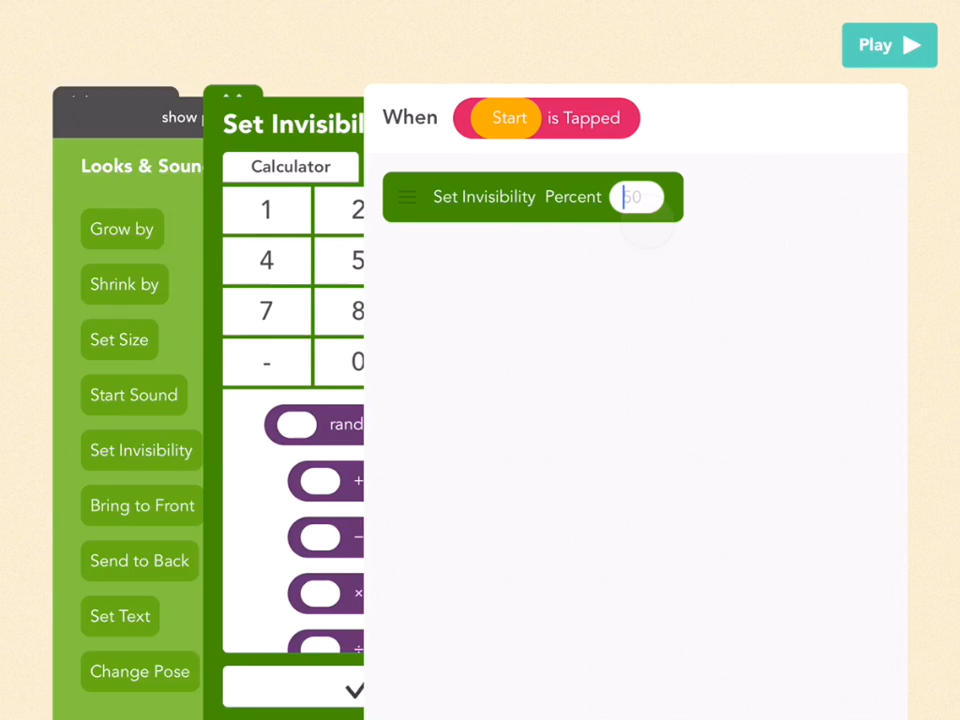 Play
show
When Start is Tapped
Set Invisibil
Calculator
Looks & Soun
Set Invisibility Percent 50
1 2
4 5
7 8
- 0
rand
+
−
×
÷
Grow by
Shrink by
Set Size
Start Sound
Set Invisibility
Bring to Front
Send to Back
Set Text
Change Pose